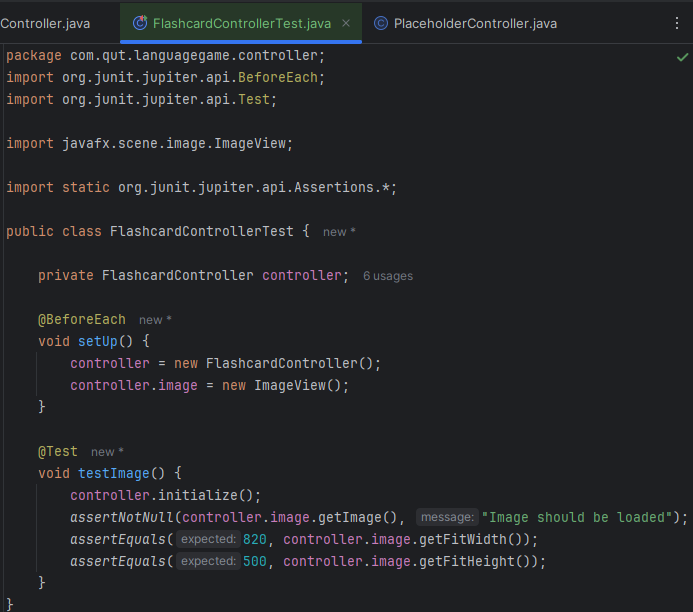 Controller.java FlashcardControllerTest.java PlaceholderController.java
package com.qut.languagegame.controller;
import org.junit.jupiter.api.BeforeEach;
import org.junit.jupiter.api.Test;
import javafx.scene.image.ImageView;
import static org.junit.jupiter.api.Assertions.*;
public class FlashcardControllerTest { new *
private FlashcardController controller; 6 usages
@BeforeEach new *
void setUp() {
controller = new FlashcardController();
controller.image = new ImageView();
}
@Test new *
void testImage() {
controller.initialize();
assertNotNull(controller.image.getImage(), message: "Image should be loaded");
assertEquals( expected: 820, controller.image.getFitWidth());
assertEquals( expected: 500, controller.image.getFitHeight());
}
}